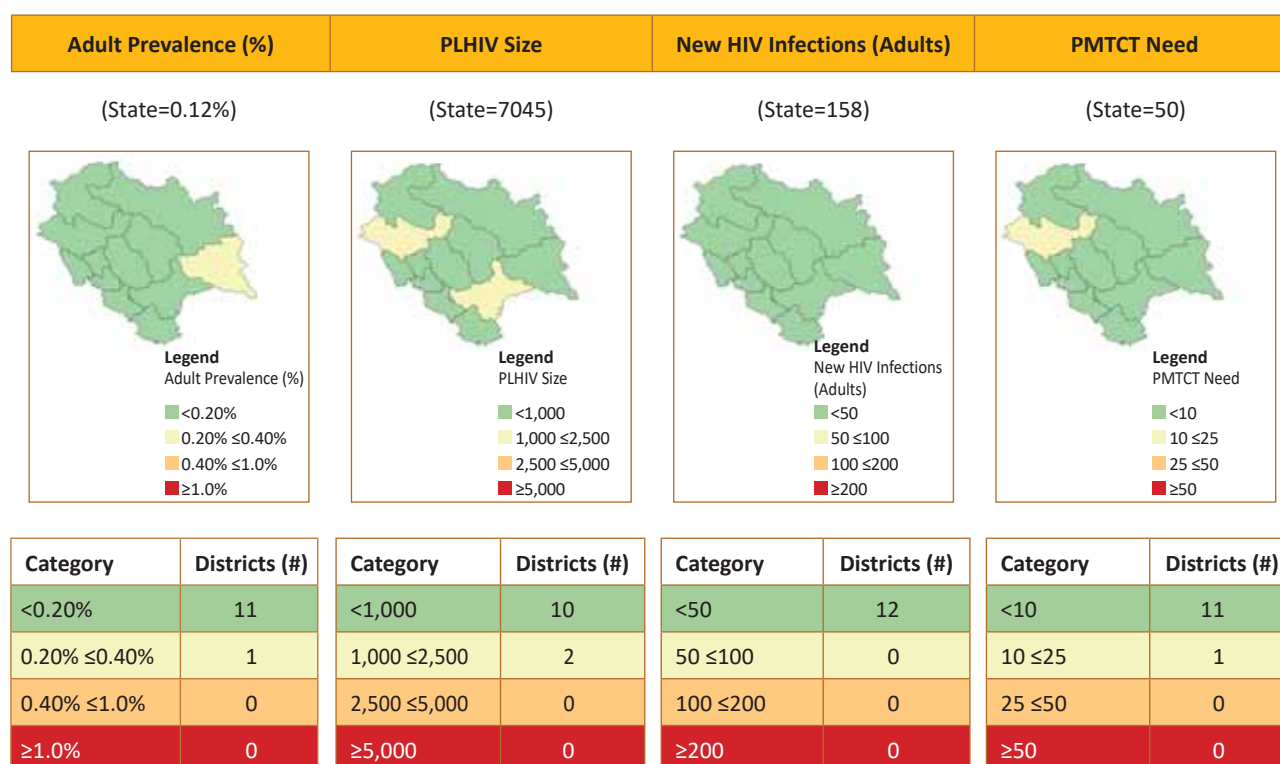 Adult Prevalence (%) PLHIV Size New HIV Infections (Adults) PMTCT Need
(State=0.12%) (State=7045) (State=158) (State=50)
Legend
Adult Prevalence (%)
<0.20%
0.20% ≤0.40%
0.40% ≤1.0%
≥1.0%
Legend
PLHIV Size
<1,000
1,000 ≤2,500
2,500 ≤5,000
≥5,000
Legend
New HIV Infections
(Adults)
<50
50 ≤100
100 ≤200
≥200
Legend
PMTCT Need
<10
10 ≤25
25 ≤50
≥50
Category Districts (#)
<0.20% 11
0.20% ≤0.40% 1
0.40% ≤1.0% 0
≥1.0% 0
Category Districts (#)
<1,000 10
1,000 ≤2,500 2
2,500 ≤5,000 0
≥5,000 0
Category Districts (#)
<50 12
50 ≤100 0
100 ≤200 0
≥200 0
Category Districts (#)
<10 11
10 ≤25 1
25 ≤50 0
≥50 0